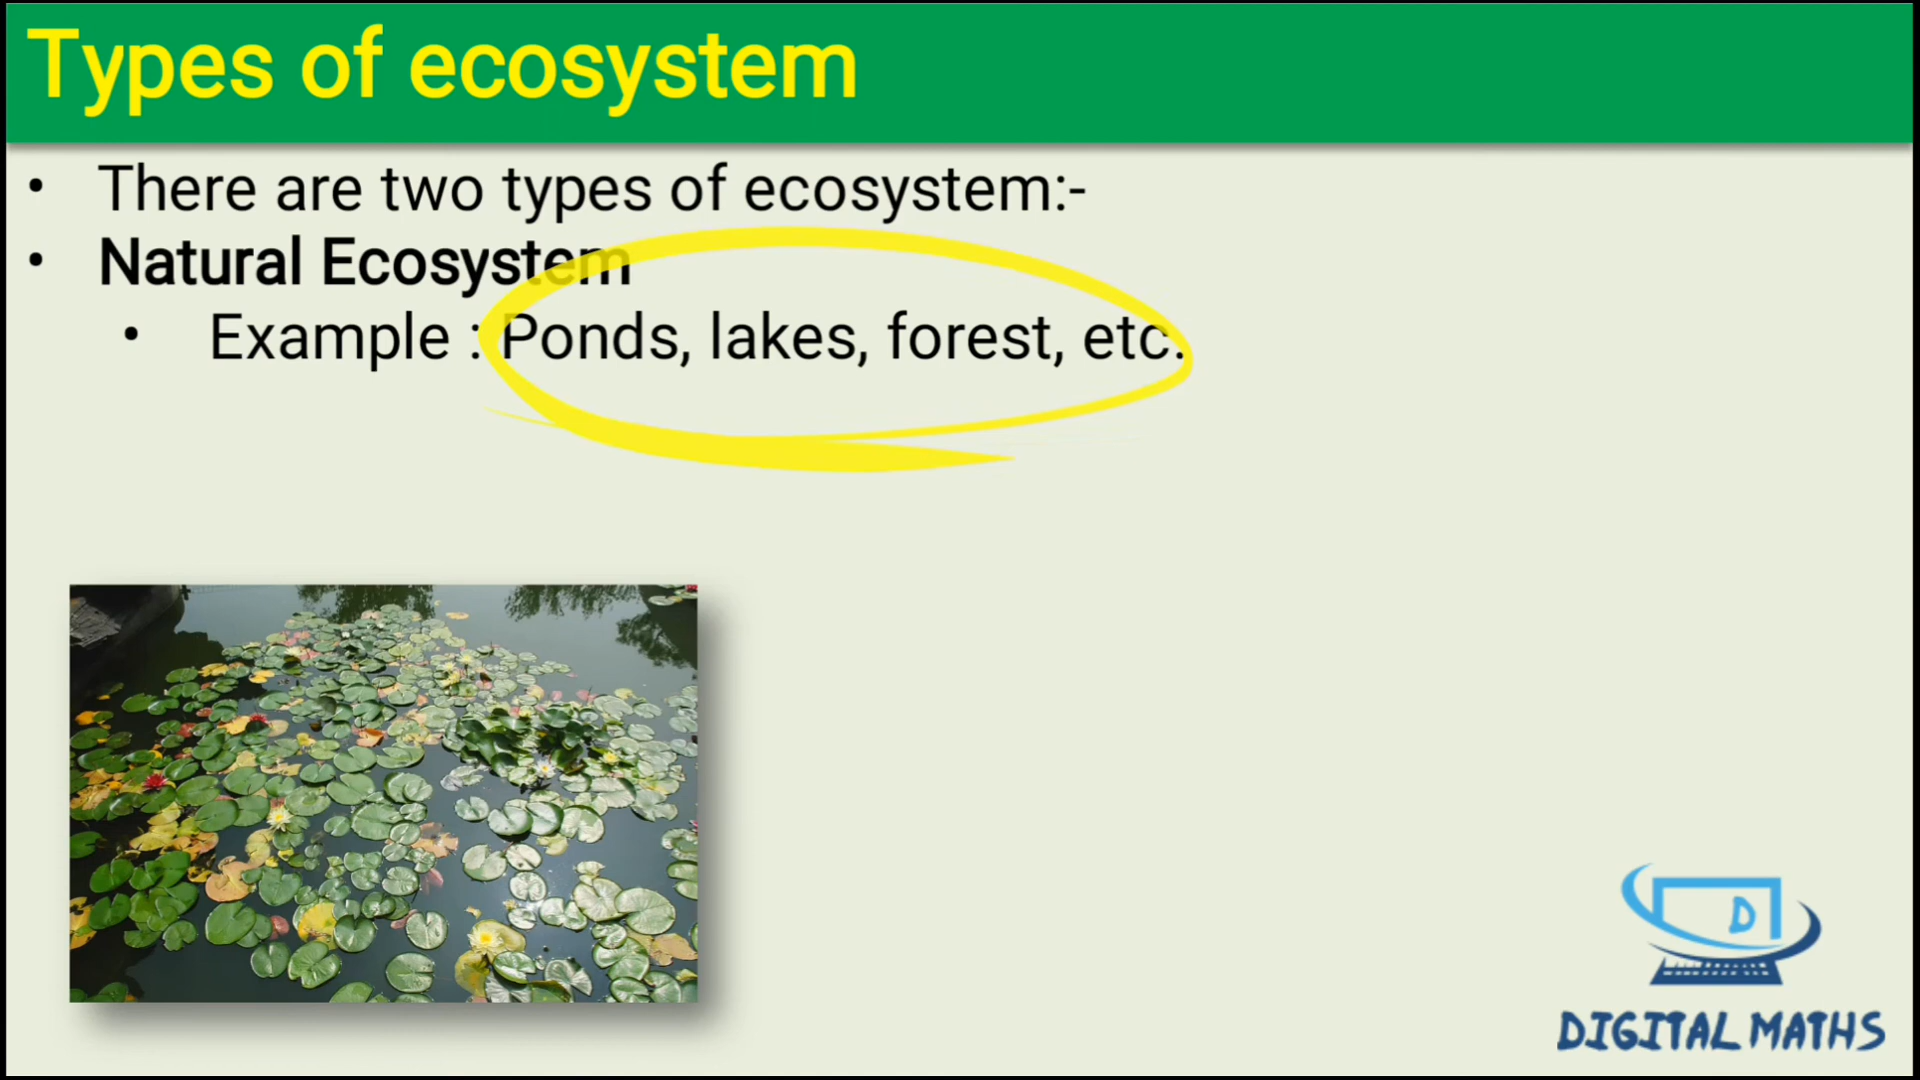 Types of ecosystem
• There are two types of ecosystem:-
• Natural Ecosystem
• Example : Ponds, lakes, forest, etc.
D
DIGITAL MATHS